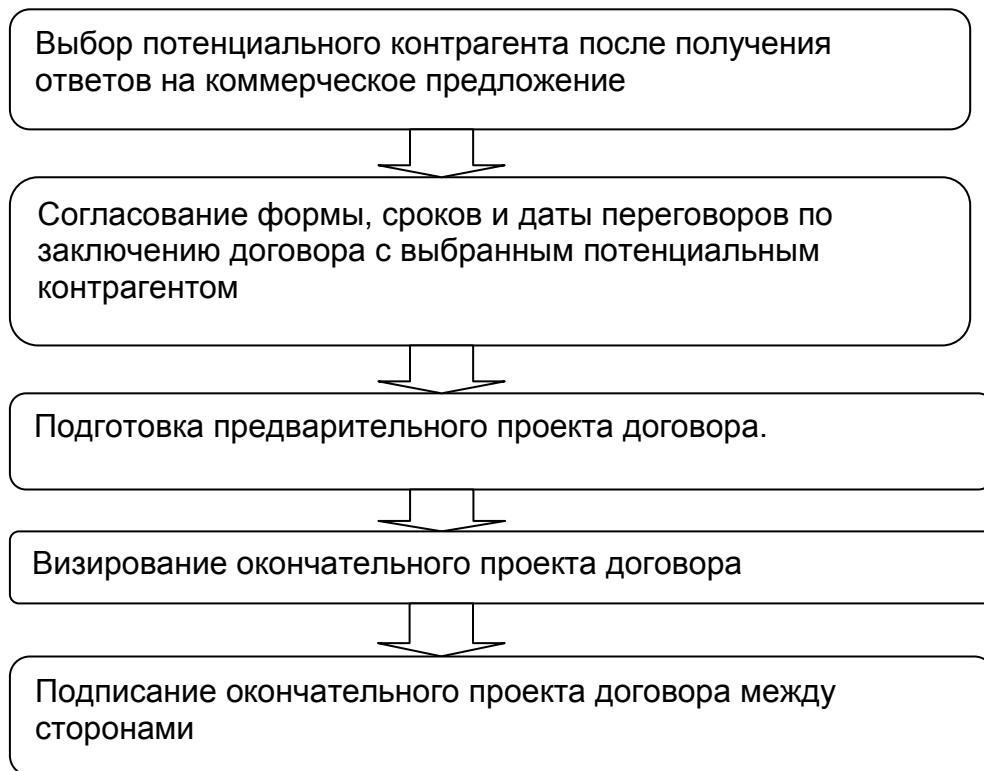 Выбор потенциального контрагента после получения
ответов на коммерческое предложение
Согласование формы, сроков и даты переговоров по
заключению договора с выбранным потенциальным
контрагентом
Подготовка предварительного проекта договора.
Визирование окончательного проекта договора
Подписание окончательного проекта договора между
сторонами